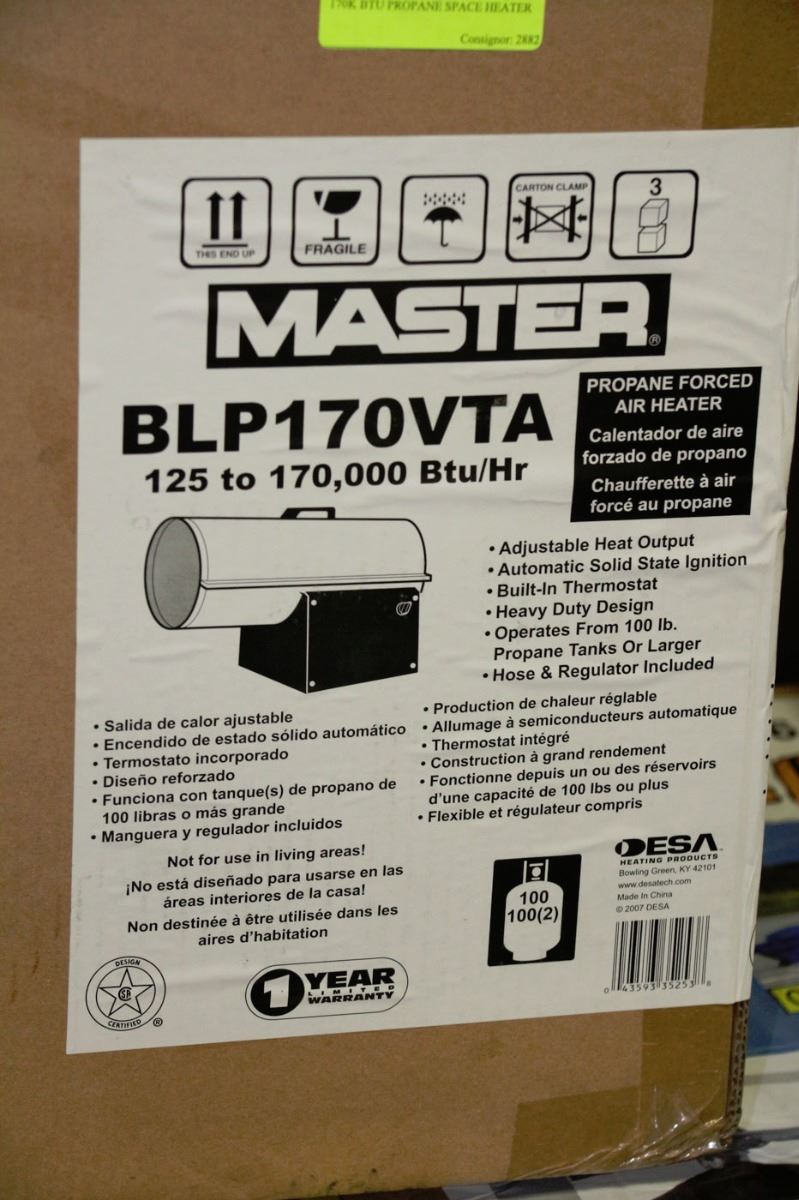 170K BTU PROPANE SPACE HEATER
Consignor: 2882
THIS END UP
FRAGILE
CARTON CLAMP
3
MASTER®
BLP170VTA
125 to 170,000 Btu/Hr
PROPANE FORCED
AIR HEATER
Calentador de aire
forzado de propano
Chaufferette à air
forcé au propane
• Adjustable Heat Output
• Automatic Solid State Ignition
• Built-In Thermostat
• Heavy Duty Design
• Operates From 100 lb.
Propane Tanks Or Larger
• Hose & Regulator Included
• Salida de calor ajustable
• Encendido de estado sólido automático
• Termostato incorporado
• Diseño reforzado
• Funciona con tanque(s) de propano de
100 libras o más grande
• Manguera y regulador incluidos
• Production de chaleur réglable
• Allumage à semiconducteurs automatique
• Thermostat intégré
• Construction à grand rendement
• Fonctionne depuis un ou des réservoirs
d'une capacité de 100 lbs ou plus
• Flexible et régulateur compris
Not for use in living areas!
¡No está diseñado para usarse en las
áreas interiores de la casa!
Non destinée à être utilisée dans les
aires d'habitation
100
100(2)
DESA
HEATING PRODUCTS
Bowling Green, KY 42101
www.desatech.com
Made In China
© 2007 DESA
0 43593 35253 8
DESIGN
CERTIFIED ®
1 YEAR
LIMITED
WARRANTY